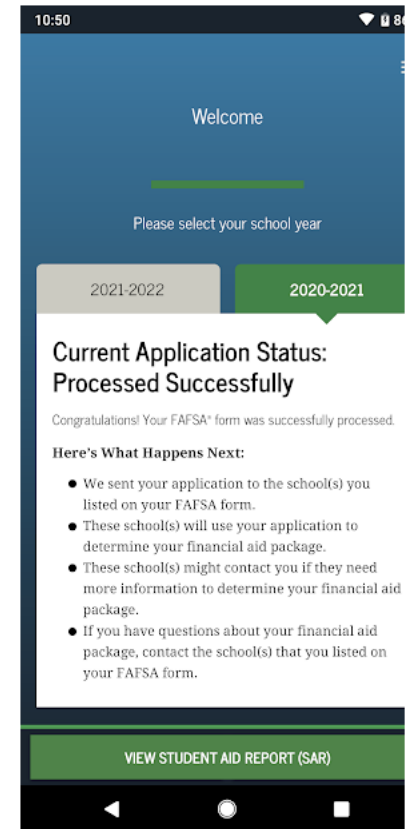 10:50
Welcome
Please select your school year
2021-2022
2020-2021
Current Application Status:
Processed Successfully
Congratulations! Your FAFSA® form was successfully processed.
Here's What Happens Next:
● We sent your application to the school(s) you
listed on your FAFSA form.
● These school(s) will use your application to
determine your financial aid package.
● These school(s) might contact you if they need
more information to determine your financial aid
package.
● If you have questions about your financial aid
package, contact the school(s) that you listed on
your FAFSA form.
VIEW STUDENT AID REPORT (SAR)